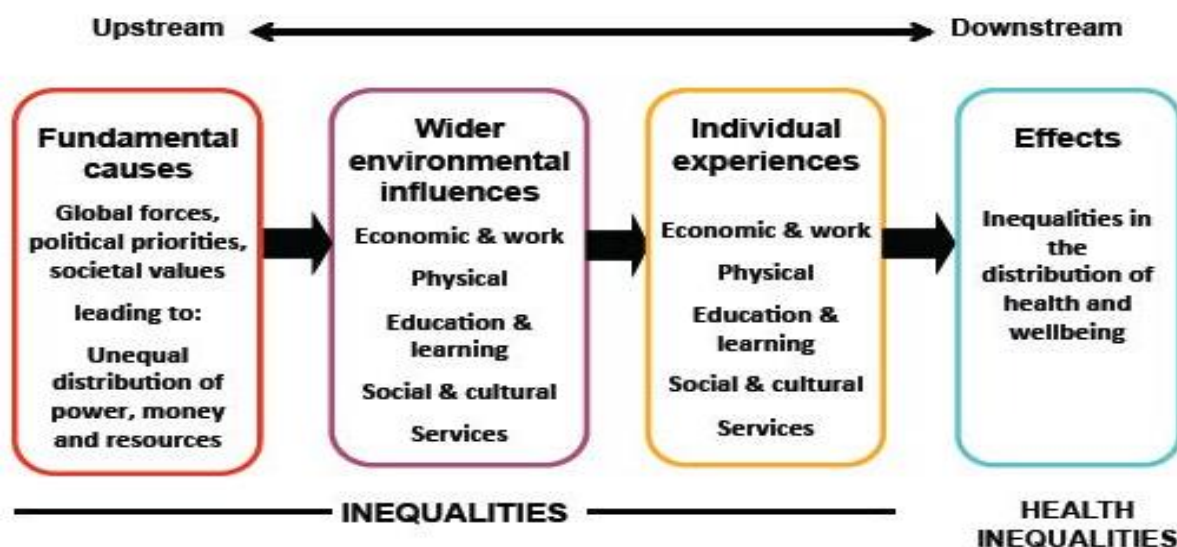 Upstream
Downstream
Fundamental
causes
Global forces,
political priorities,
societal values
leading to:
Unequal
distribution of
power, money
and resources
Wider
environmental
influences
Economic & work
Physical
Education &
learning
Social & cultural
Services
Individual
experiences
Economic & work
Physical
Education &
learning
Social & cultural
Services
Effects
Inequalities in
the
distribution of
health and
wellbeing
INEQUALITIES
HEALTH
INEQUALITIES